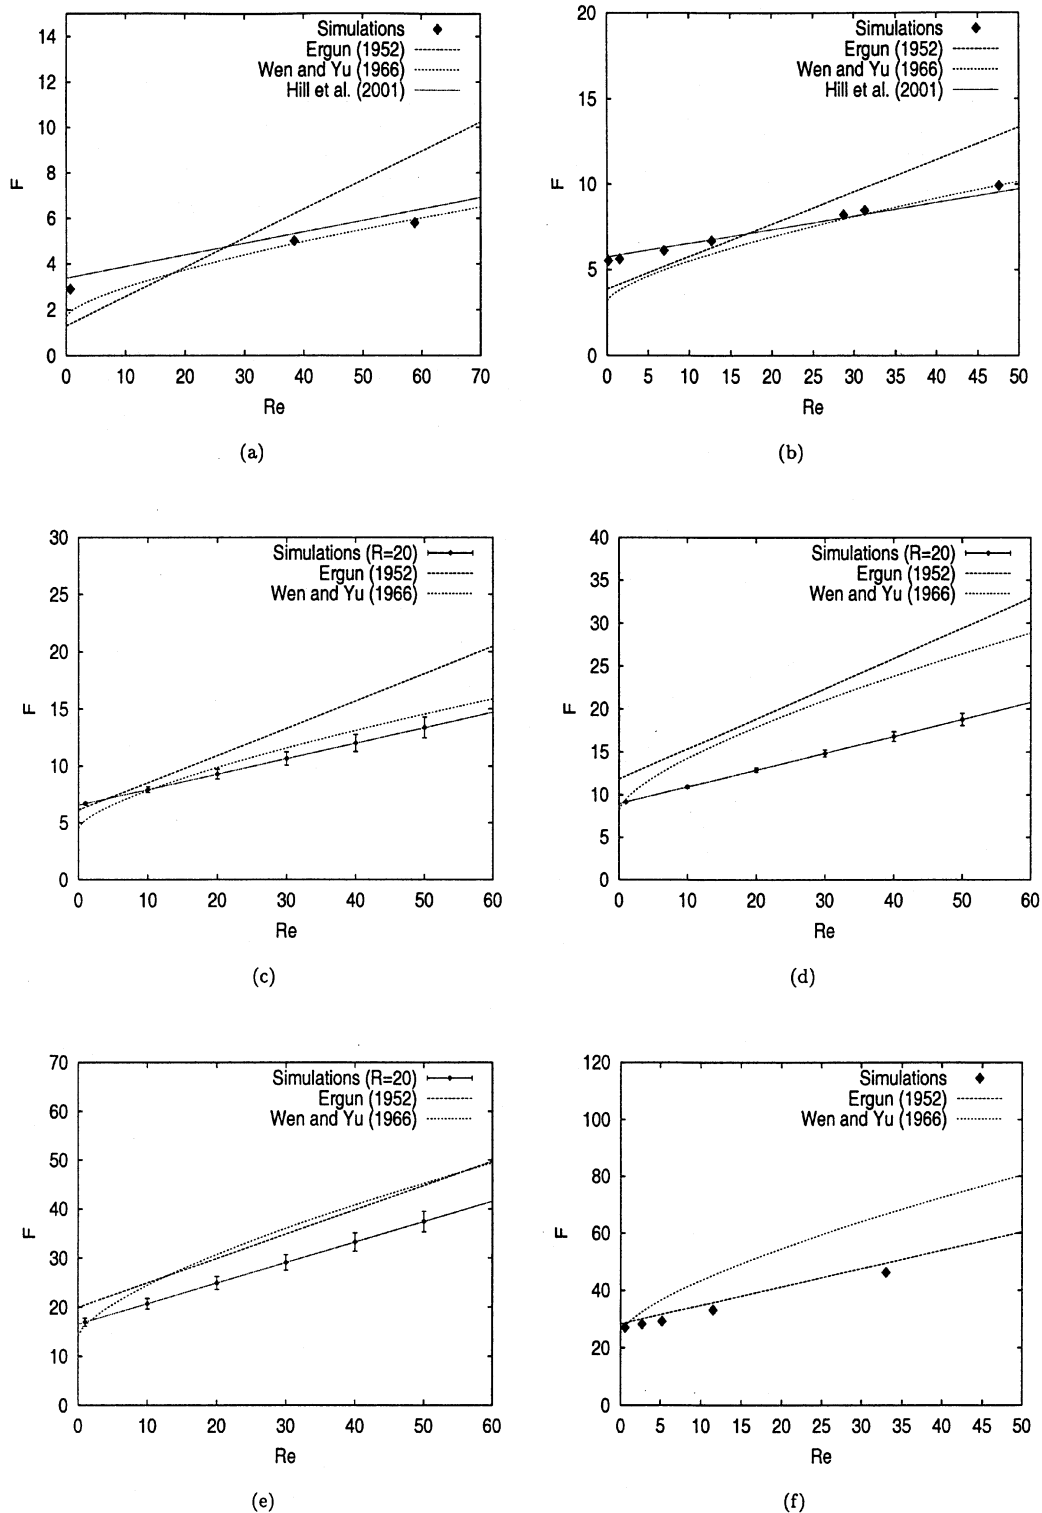 Simulations
Ergun (1952)
Wen and Yu (1966)
Hill et al. (2001)
14
12
10
8
6
4
2
0
F
0 10 20 30 40 50 60 70
Re
(a)
Simulations
Ergun (1952)
Wen and Yu (1966)
Hill et al. (2001)
20
15
10
5
0
F
0 5 10 15 20 25 30 35 40 45 50
Re
(b)
Simulations (R=20)
Ergun (1952)
Wen and Yu (1966)
30
25
20
15
10
5
0
F
0 10 20 30 40 50 60
Re
(c)
Simulations (R=20)
Ergun (1952)
Wen and Yu (1966)
40
35
30
25
20
15
10
5
0
F
0 10 20 30 40 50 60
Re
(d)
Simulations (R=20)
Ergun (1952)
Wen and Yu (1966)
70
60
50
40
30
20
10
0
F
0 10 20 30 40 50 60
Re
(e)
Simulations
Ergun (1952)
Wen and Yu (1966)
120
100
80
60
40
20
0
F
0 5 10 15 20 25 30 35 40 45 50
Re
(f)